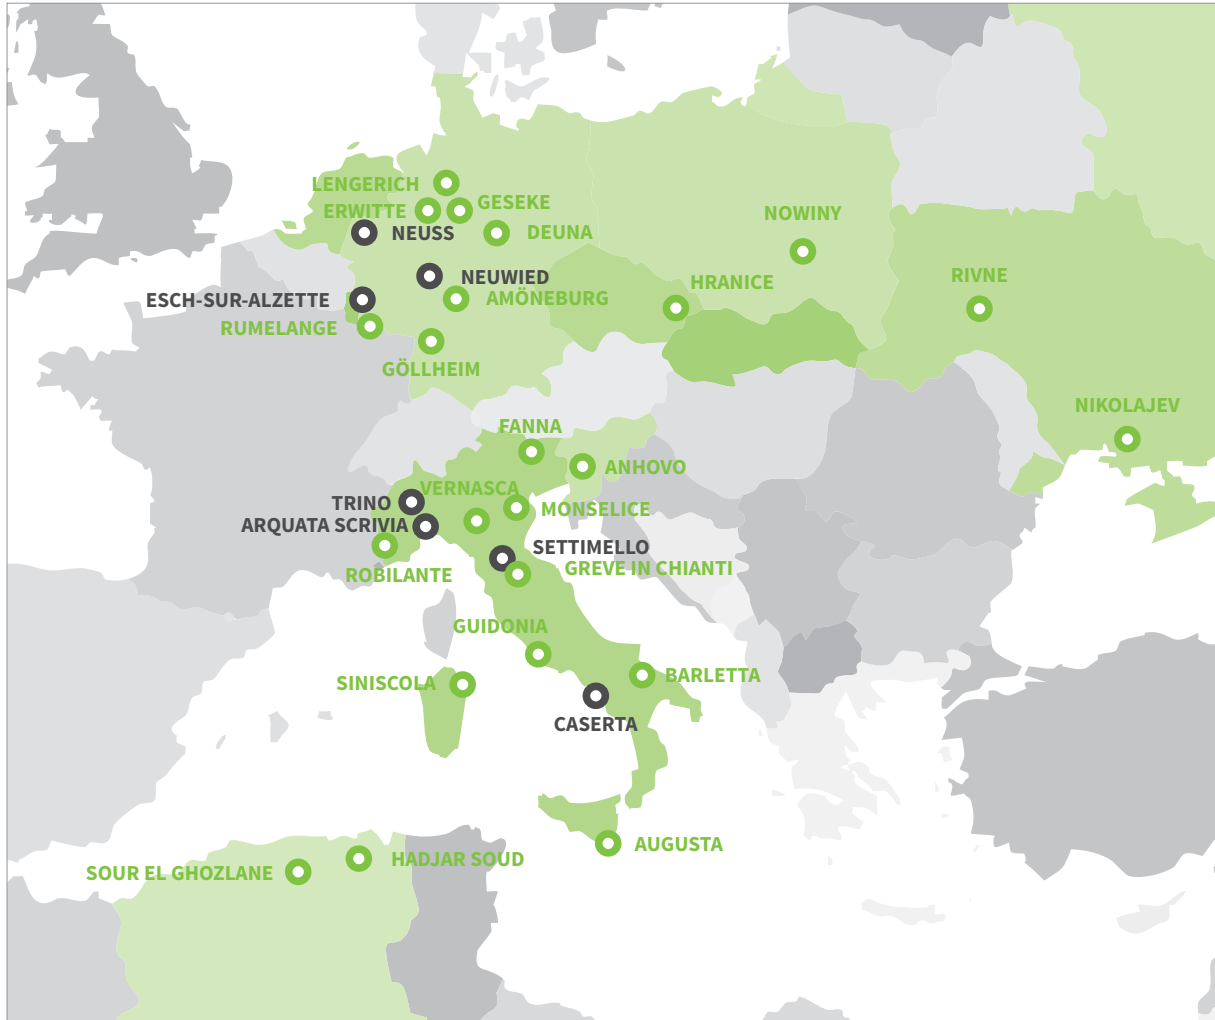 LENGERICH
GESEKE
ERWITTE
NEUSS
DEUNA
NOWINY
NEUWIED
HRANICE
RIVNE
ESCH-SUR-ALZETTE
AMÖNEBURG
RUMELANGE
GÖLLHEIM
NIKOLAJEV
FANNA
ANHOVO
VERNASCA
TRINO
MONSELICE
ARQUATA SCRIVIA
SETTIMELLO
GREVE IN CHIANTI
ROBILANTE
GUIDONIA
BARLETTA
SINISCOLA
CASERTA
AUGUSTA
HADJAR SOUD
SOUR EL GHOZLANE